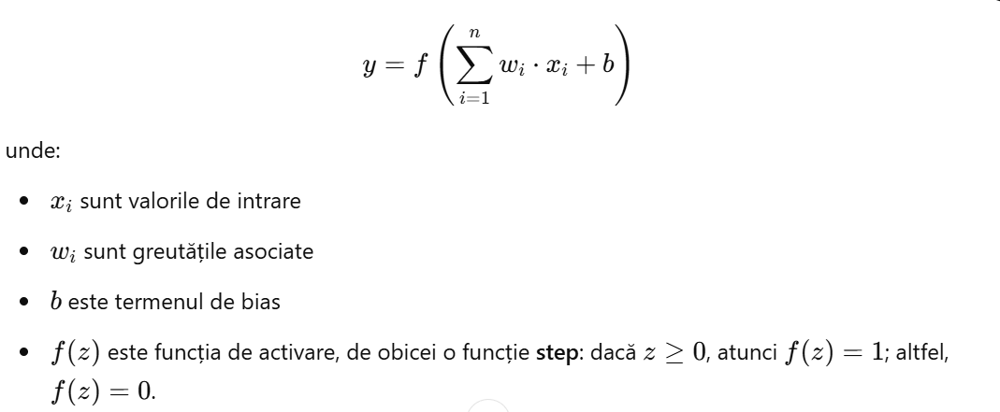 y = f \left( \sum_{i=1}^{n} w_i \cdot x_i + b \right)
unde:
• x_i sunt valorile de intrare
• w_i sunt greutățile asociate
• b este termenul de bias
• f(z) este funcția de activare, de obicei o funcție step: dacă z ≥ 0, atunci f(z) = 1; altfel,
f(z) = 0.